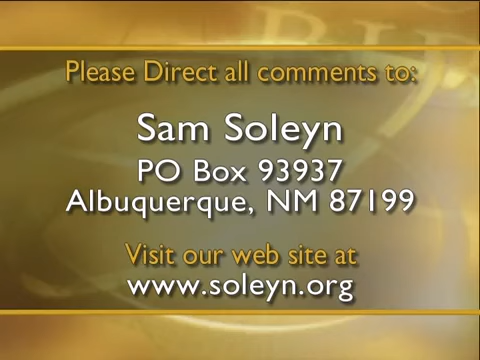 Please Direct all comments to:
Sam Soleyn
PO Box 93937
Albuquerque, NM 87199
Visit our web site at
www.soleyn.org